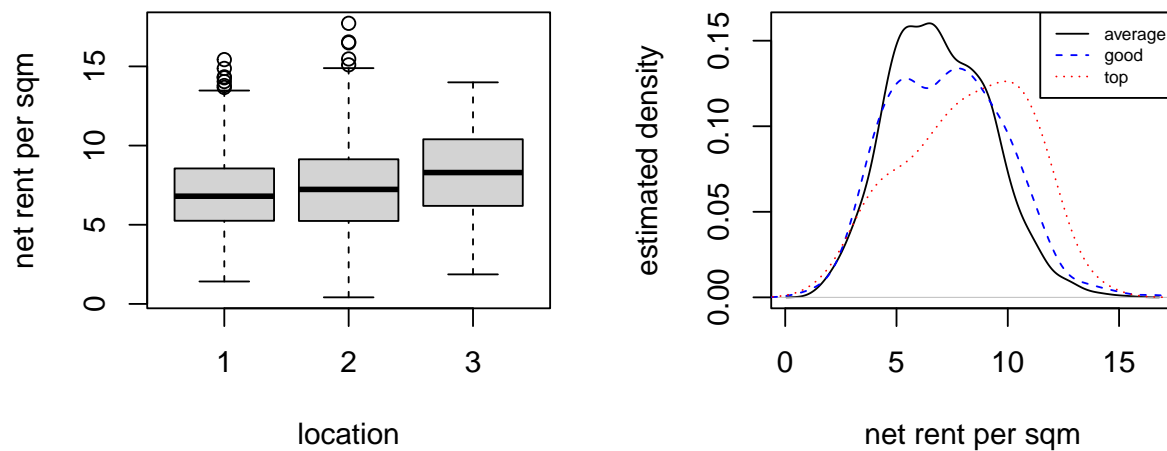 net rent per sqm
0
5
10
15
1
2
3
location
estimated density
0.00
0.05
0.10
0.15
0
5
10
15
net rent per sqm
average
good
top